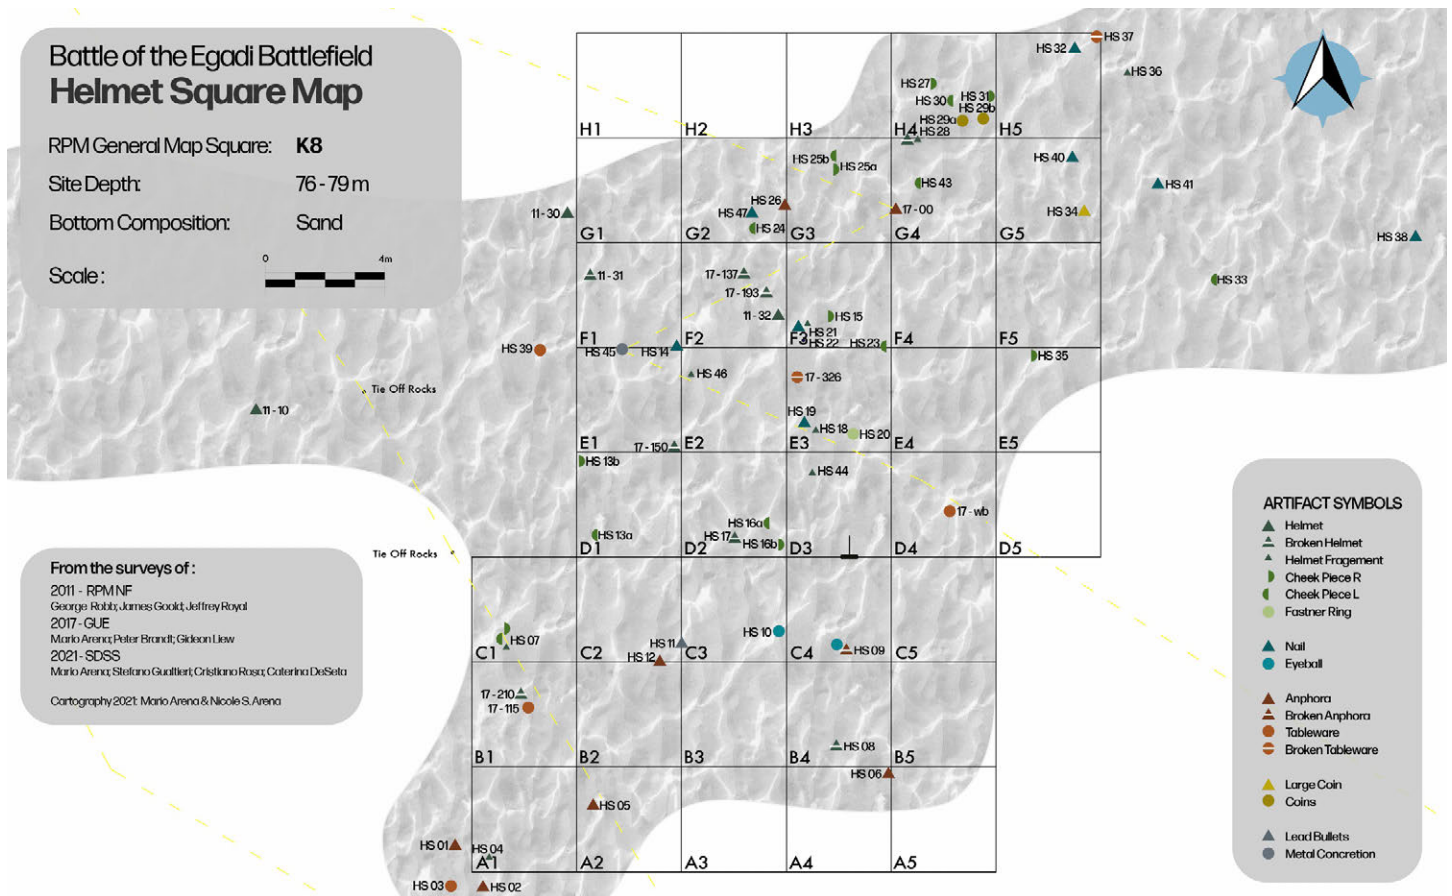 Battle of the Egadi Battlefield
Helmet Square Map
RPM General Map Square: K8
Site Depth: 76 - 79 m
Bottom Composition: Sand
Scale :
0 4m
HS 32
HS 37
HS 36
HS 27
HS 30
HS 31
HS 29b
HS 29a
HS 28
H1
H2
H3
H4
H5
HS 25b
HS 25a
HS 40
HS 43
HS 41
HS 26
11 - 30
HS 47
17 - 00
HS 34
HS 24
G1
G2
G3
G4
G5
HS 38
11 - 31
17 - 137
HS 33
17 - 193
11 - 32
HS 15
HS 21
HS 22
HS 23
F1
F2
F3
F4
F5
HS 39
HS 45
HS 14
HS 35
HS 46
17 - 326
Tie Off Rocks
11 - 10
HS 19
HS 18
HS 20
17 - 150
E1
E2
E3
E4
E5
HS 13b
HS 44
17 - wb
HS 16a
HS 13a
HS 17
HS 16b
D1
D2
D3
D4
D5
Tie Off Rocks
HS 07
HS 10
HS 11
HS 09
HS 12
C1
C2
C3
C4
C5
17 - 210
17 - 115
HS 08
B1
B2
B3
B4
B5
HS 06
HS 05
HS 01
HS 04
A1
A2
A3
A4
A5
HS 03
HS 02
From the surveys of :
2011 - RPM NF
George Robb; James Goold; Jeffrey Royal
2017 - GUE
Mario Arena; Peter Brandt; Gideon Liew
2021 - SDSS
Mario Arena; Stefano Gualtieri; Cristiano Rosa; Caterina DeSeta
Cartography 2021: Mario Arena & Nicole S. Arena
ARTIFACT SYMBOLS
Helmet
Broken Helmet
Helmet Fragement
Cheek Piece R
Cheek Piece L
Fastner Ring
Nail
Eyeball
Anphora
Broken Anphora
Tableware
Broken Tableware
Large Coin
Coins
Lead Bullets
Metal Concretion